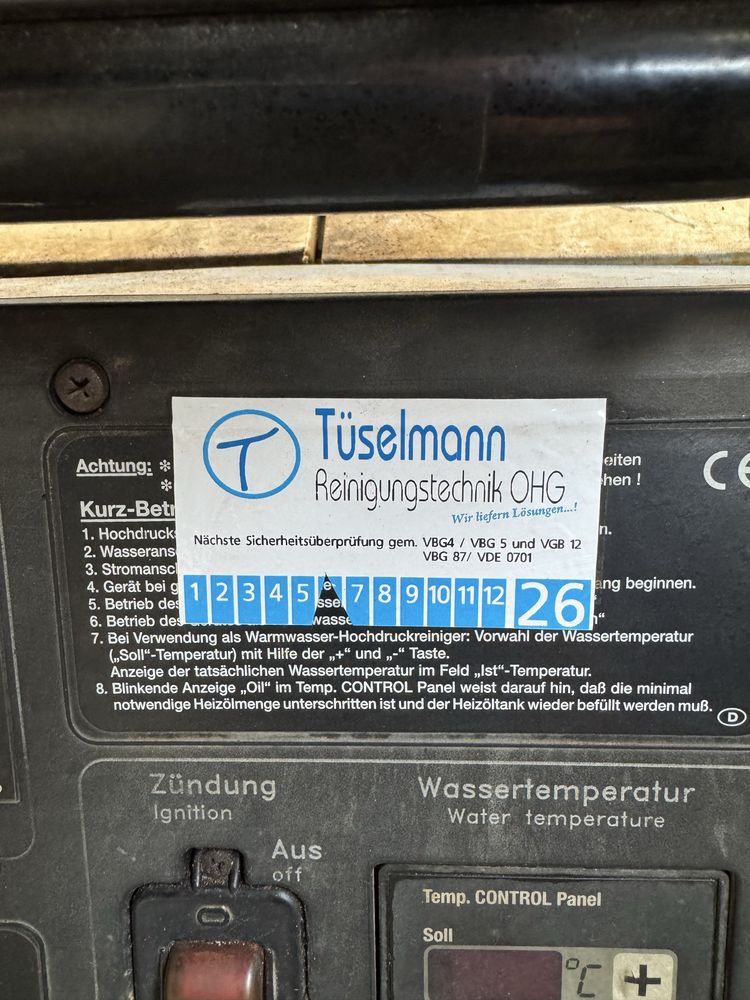 T
Tüselmann
Reinigungstechnik OHG
Wir liefern Lösungen...!
Nächste Sicherheitsüberprüfung gem. VBG4 / VBG 5 und VGB 12
VBG 87/ VDE 0701
1 2 3 4 5 7 8 9 10 11 12 26
Achtung: *
*
eiten
ehen !
CE
Kurz-Betr
1. Hochdrucks
n.
2. Wasserans
3. Stromansc
4. Gerät bei g
ang beginnen.
5. Betrieb des
6. Betrieb des
7. Bei Verwendung als Warmwasser-Hochdruckreiniger: Vorwahl der Wassertemperatur
(„Soll“-Temperatur) mit Hilfe der „+“ und „-“ Taste.
Anzeige der tatsächlichen Wassertemperatur im Feld „Ist“-Temperatur.
8. Blinkende Anzeige „Oil“ im Temp. CONTROL Panel weist darauf hin, daß die minimal
notwendige Heizölmenge unterschritten ist und der Heizöltank wieder befüllt werden muß.
D
Zündung
Ignition
Aus
off
Wassertemperatur
Water temperature
Temp. CONTROL Panel
Soll
°C +